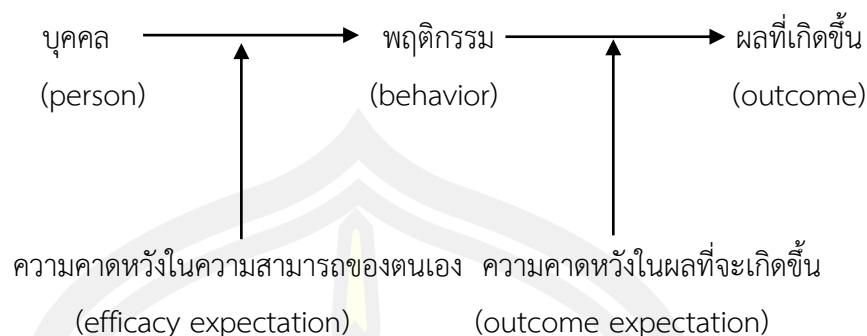 บุคคล พฤติกรรม ผลที่เกิดขึ้น
(person) (behavior) (outcome)
ความคาดหวังในความสามารถของตนเอง ความคาดหวังในผลที่จะเกิดขึ้น
(efficacy expectation) (outcome expectation)